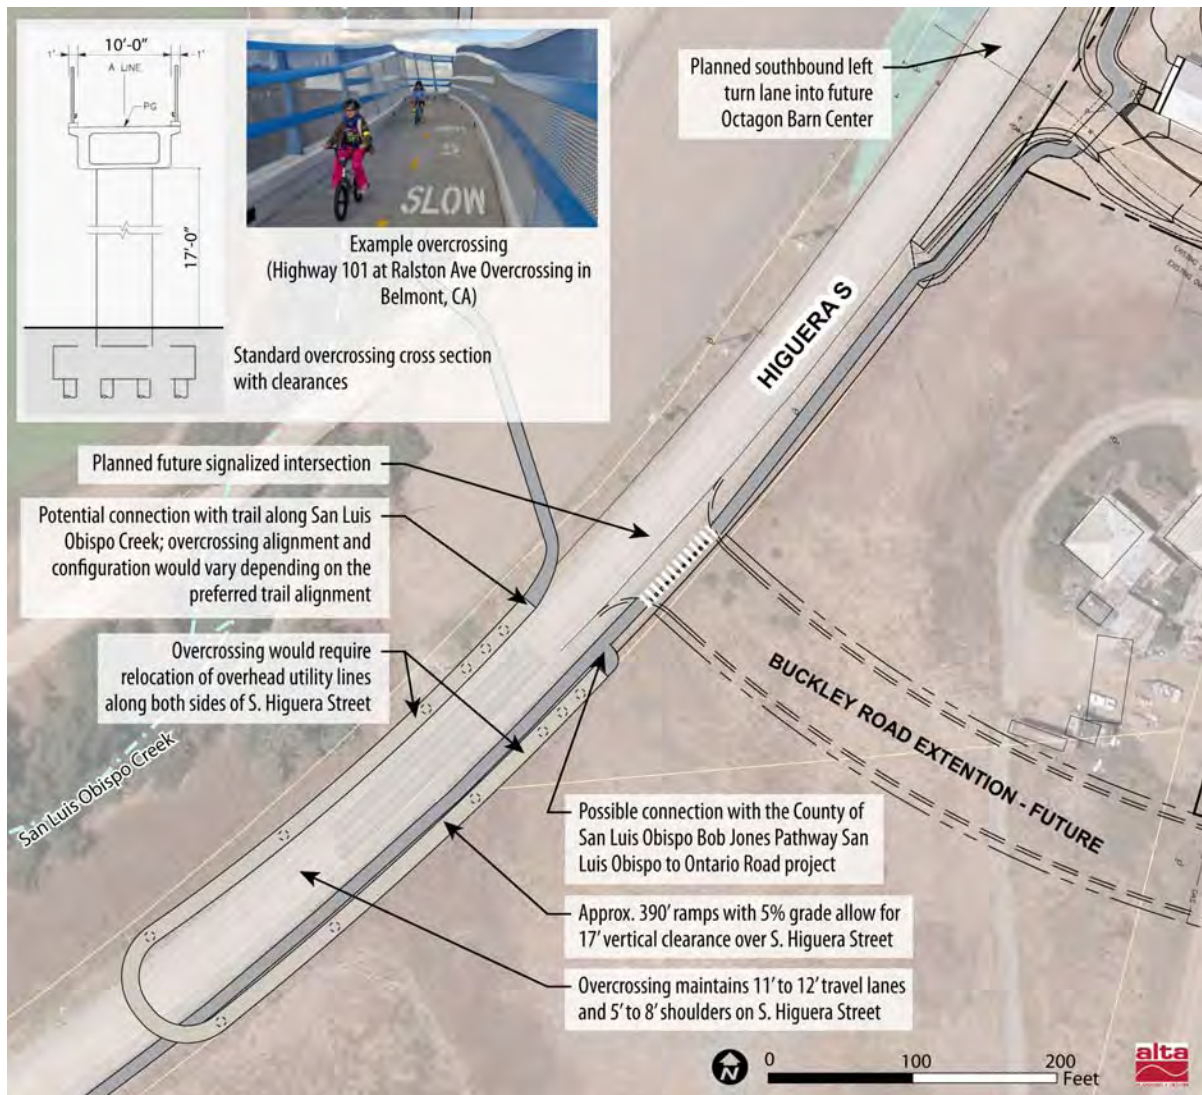 10'-0"
1'
1'
A LINE
PG
17'-0"
SLOW
Example overcrossing
(Highway 101 at Ralston Ave Overcrossing in
Belmont, CA)
Standard overcrossing cross section
with clearances
Planned southbound left
turn lane into future
Octagon Barn Center
HIGUERA S
Planned future signalized intersection
Potential connection with trail along San Luis
Obispo Creek; overcrossing alignment and
configuration would vary depending on the
preferred trail alignment
Overcrossing would require
relocation of overhead utility lines
along both sides of S. Higuera Street
San Luis Obispo Creek
BUCKLEY ROAD EXTENTION - FUTURE
Possible connection with the County of
San Luis Obispo Bob Jones Pathway San
Luis Obispo to Ontario Road project
Approx. 390' ramps with 5% grade allow for
17' vertical clearance over S. Higuera Street
Overcrossing maintains 11' to 12' travel lanes
and 5' to 8' shoulders on S. Higuera Street
N
0 100 200
Feet
alta